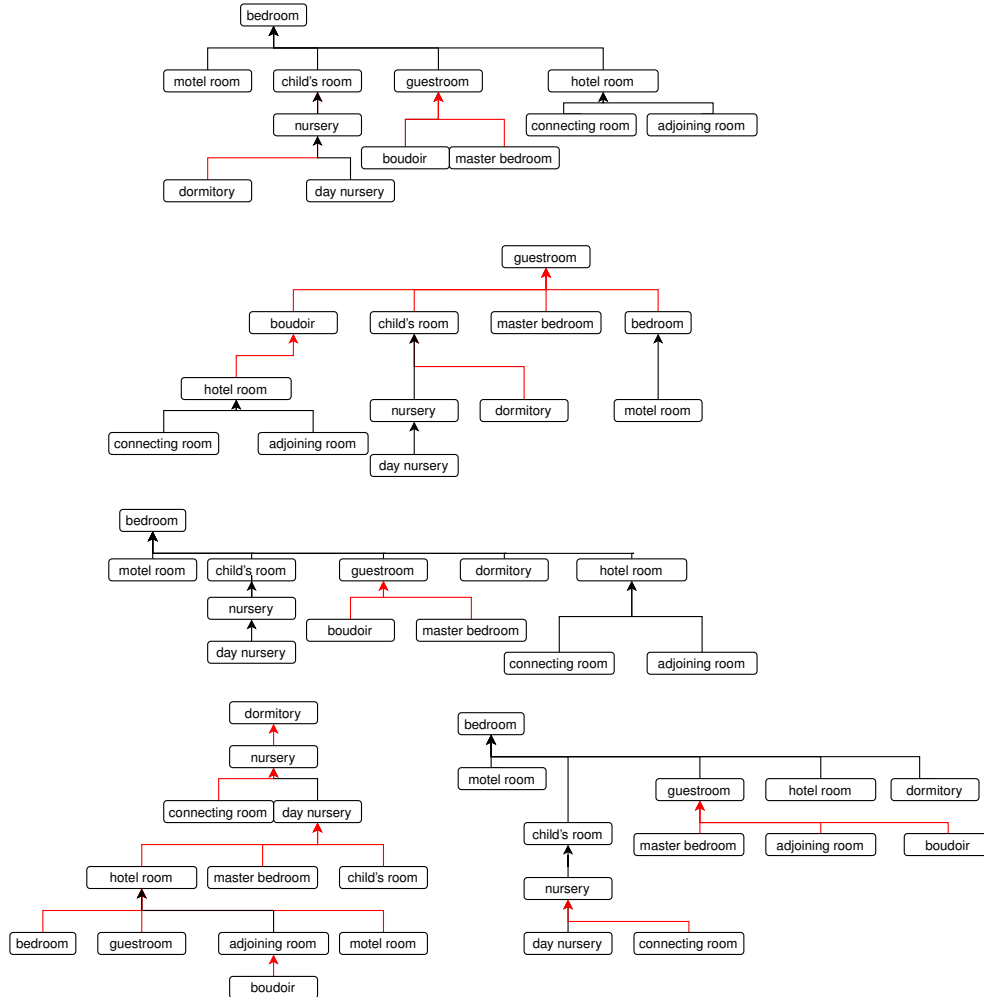 bedroom
motel room
child's room
guestroom
hotel room
nursery
connecting room
adjoining room
boudoir
master bedroom
dormitory
day nursery
guestroom
boudoir
child's room
master bedroom
bedroom
hotel room
nursery
dormitory
motel room
connecting room
adjoining room
day nursery
bedroom
motel room
child's room
guestroom
dormitory
hotel room
nursery
boudoir
master bedroom
day nursery
connecting room
adjoining room
dormitory
nursery
connecting room
day nursery
hotel room
master bedroom
child's room
bedroom
guestroom
adjoining room
motel room
boudoir
bedroom
motel room
guestroom
hotel room
dormitory
child's room
master bedroom
adjoining room
boudoir
nursery
day nursery
connecting room